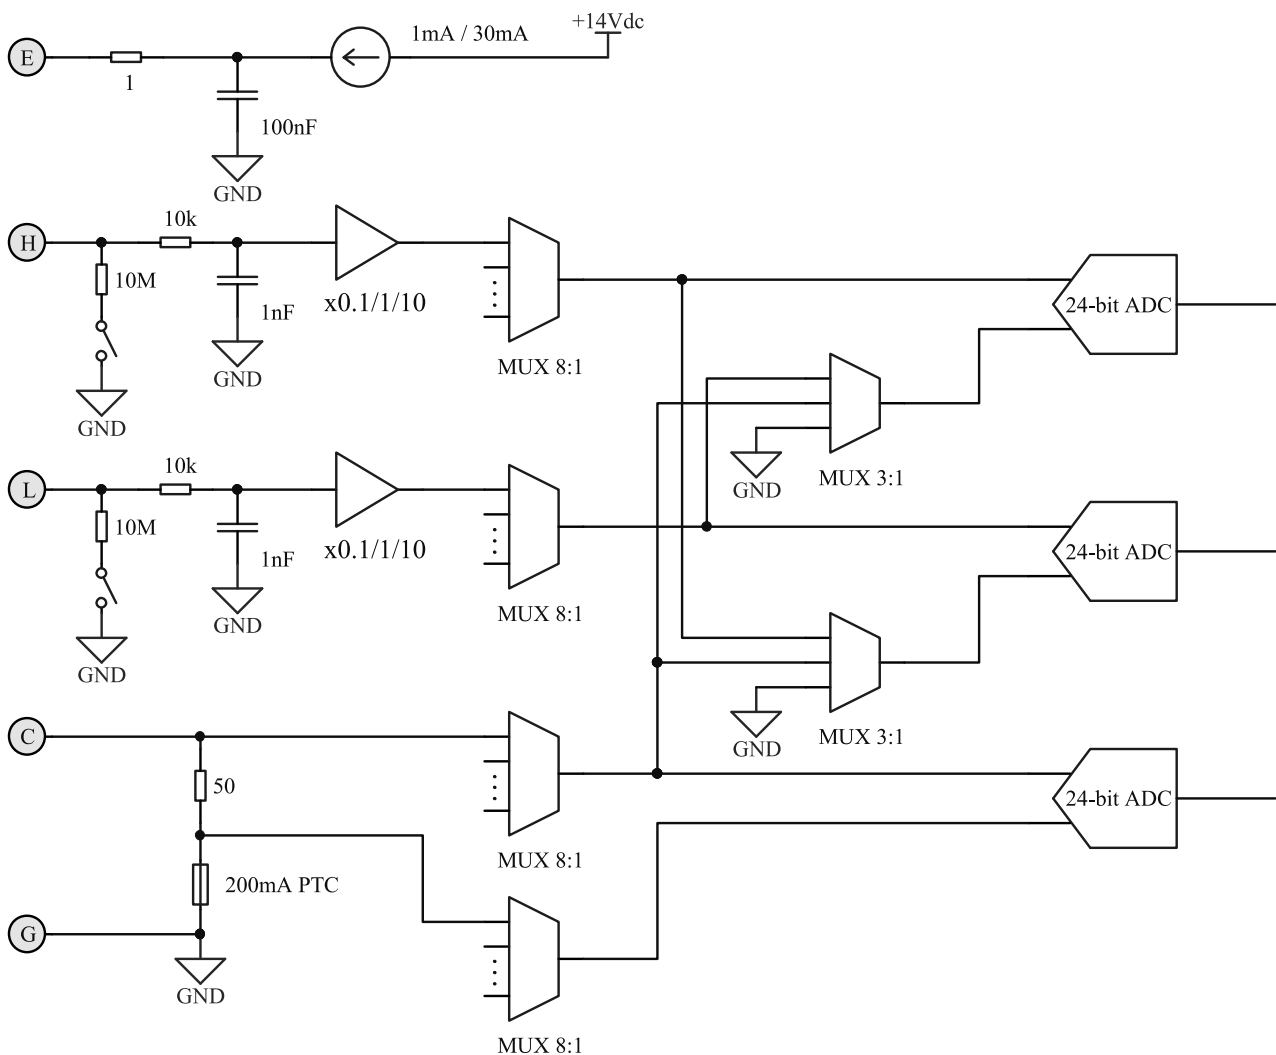 +14Vdc
1mA / 30mA
E
1
100nF
GND
10k
H
10M
1nF
x0.1/1/10
24-bit ADC
MUX 8:1
GND
GND
10k
GND
MUX 3:1
L
10M
1nF
x0.1/1/10
24-bit ADC
MUX 8:1
GND
GND
C
GND
MUX 3:1
50
24-bit ADC
MUX 8:1
200mA PTC
G
GND
MUX 8:1